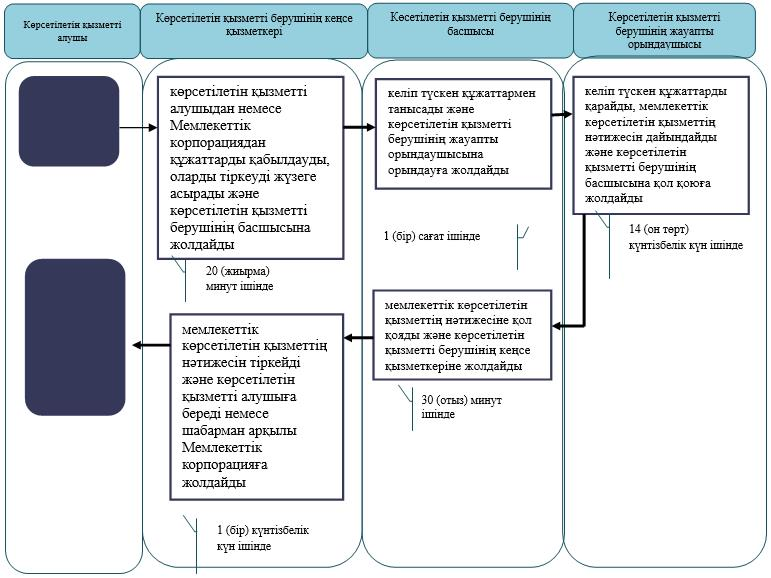 Көрсетілетін қызметті
алушы
Көрсетілетін қызметті берушінің кеңсе
қызметкері
Көсетілетін қызметті берушінің
басшысы
Көрсетілетін қызметті
берушінің жауапты
орындаушысы
көрсетілетін қызметті
алушыдан немесе
Мемлекеттік
корпорациядан
құжаттарды қабылдауды,
оларды тіркеуді жүзеге
асырады және
көрсетілетін қызметті
берушінің басшысына
жолдайды
20 (жиырма)
минут ішінде
келіп түскен құжаттармен
танысады және
көрсетілетін қызметті
берушінің жауапты
орындаушысына
орындауға жолдайды
1 (бір) сағат ішінде
келіп түскен құжаттарды
қарайды, мемлекеттік
көрсетілетін қызметтің
нәтижесін дайындайды
және көрсетілетін
қызметті берушінің
басшысына қол қоюға
жолдайды
14 (он төрт)
күнтізбелік күн ішінде
мемлекеттік көрсетілетін
қызметтің нәтижесіне қол
қояды және көрсетілетін
қызметті берушінің кеңсе
қызметкеріне жолдайды
30 (отыз) минут
ішінде
мемлекеттік
көрсетілетін қызметтің
нәтижесін тіркейді
және көрсетілетін
қызметті алушыға
береді немесе
шабарман арқылы
Мемлекеттік
корпорацияға
жолдайды
1 (бір) күнтізбелік
күн ішінде